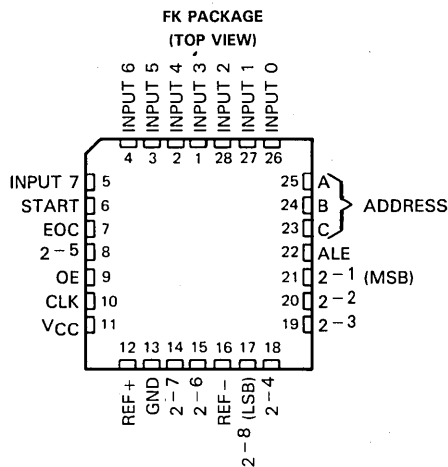 FK PACKAGE
(TOP VIEW)
INPUT 6
INPUT 5
INPUT 4
INPUT 3
INPUT 2
INPUT 1
INPUT 0
4 3 2 1 28 27 26
INPUT 7 5
START 6
EOC 7
2-5 8
OE 9
CLK 10
VCC 11
25 A
24 B
23 C
ADDRESS
22 ALE
21 2-1 (MSB)
20 2-2
19 2-3
12 13 14 15 16 17 18
REF+
GND
2-7
2-6
REF-
2-8 (LSB)
2-4